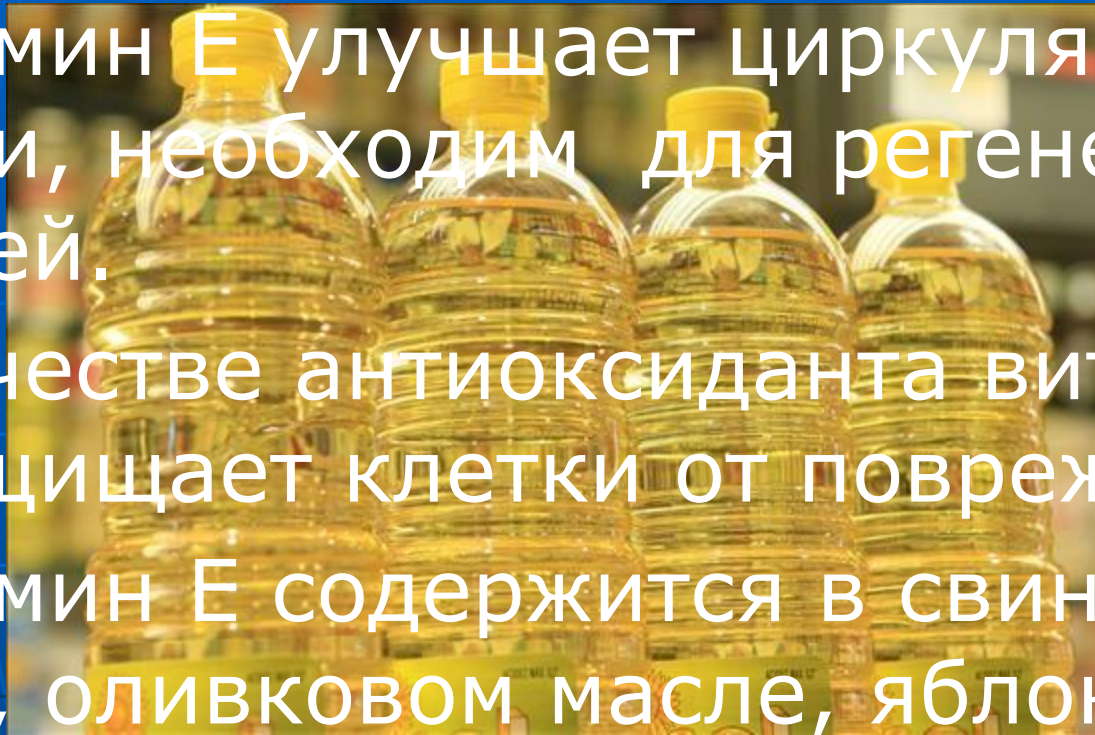 мин Е улучшает циркуля
и, необходим для регене
ей.
честве антиоксиданта вит
щищает клетки от повреж
мин Е содержится в свин
, оливковом масле, яблок